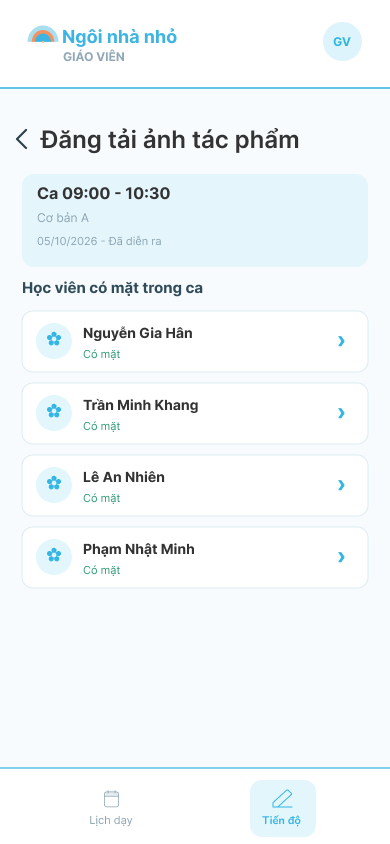 Ngôi nhà nhỏ
GIÁO VIÊN
GV
Đăng tải ảnh tác phẩm
Ca 09:00 - 10:30
Cơ bản A
05/10/2026 - Đã diễn ra
Học viên có mặt trong ca
Nguyễn Gia Hân
Có mặt
Trần Minh Khang
Có mặt
Lê An Nhiên
Có mặt
Phạm Nhật Minh
Có mặt
Lịch dạy
Tiến độ